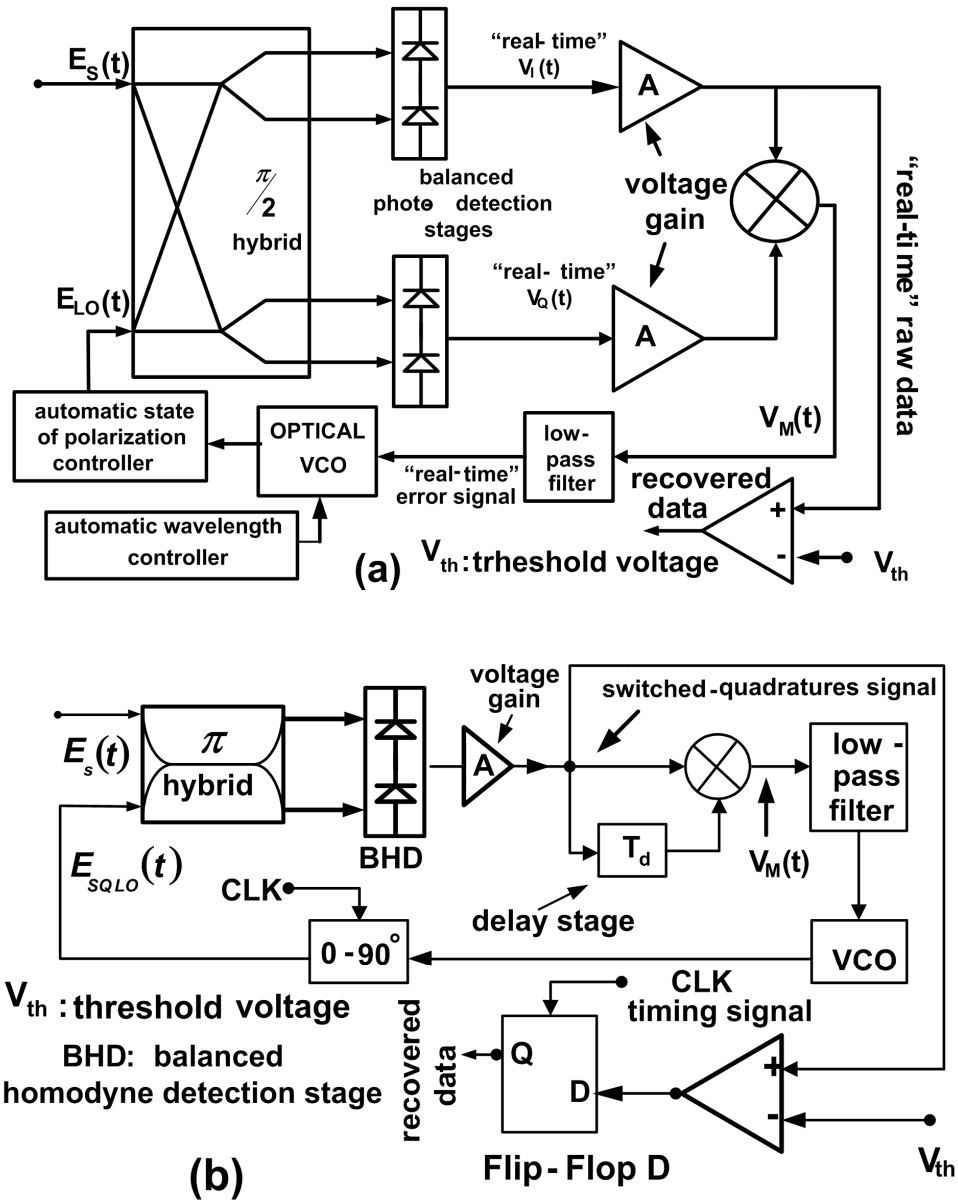 E_S(t)
"real-time"
V_I(t)
A
π/2
hybrid
balanced
photo detection
stages
voltage
gain
"real-time" raw data
E_LO(t)
"real-time"
V_Q(t)
A
V_M(t)
automatic state
of polarization
controller
OPTICAL
VCO
"real-time"
error signal
low-
pass
filter
recovered
data
+
-
V_th
automatic wavelength
controller
(a)
V_th : trheshold voltage
voltage
gain
switched-quadratures signal
E_s(t)
π
hybrid
A
low-
pass
filter
BHD
T_d
V_M(t)
E_SQLO(t)
CLK
delay stage
0-90°
VCO
V_th : threshold voltage
CLK
timing signal
BHD: balanced
homodyne detection stage
recovered
data
Q
D
+
-
V_th
(b)
Flip-Flop D